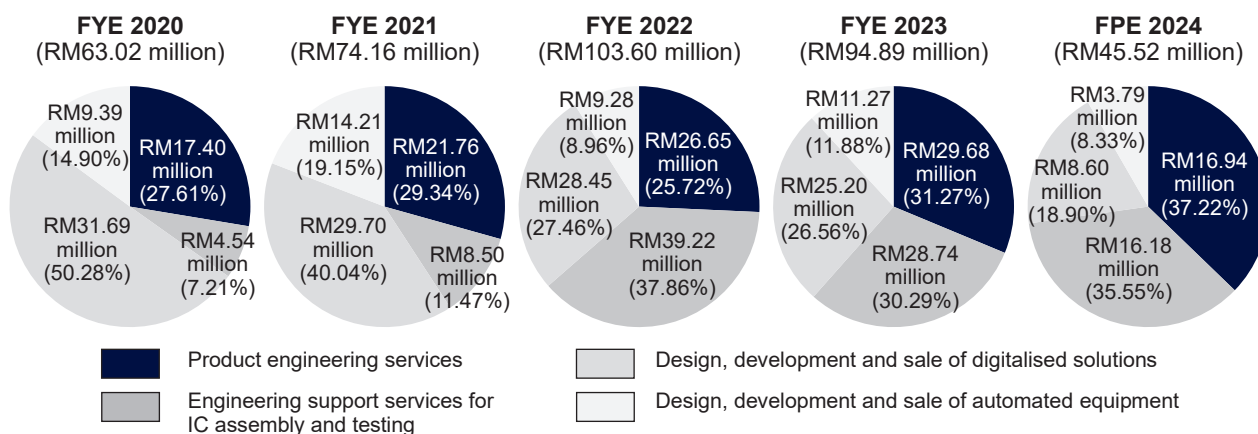 FYE 2020
(RM63.02 million)
RM9.39
million
(14.90%)
RM17.40
million
(27.61%)
RM31.69
million
(50.28%)
RM4.54
million
(7.21%)
FYE 2021
(RM74.16 million)
RM14.21
million
(19.15%)
RM21.76
million
(29.34%)
RM29.70
million
(40.04%)
RM8.50
million
(11.47%)
FYE 2022
(RM103.60 million)
RM9.28
million
(8.96%)
RM26.65
million
(25.72%)
RM28.45
million
(27.46%)
RM39.22
million
(37.86%)
FYE 2023
(RM94.89 million)
RM11.27
million
(11.88%)
RM29.68
million
(31.27%)
RM25.20
million
(26.56%)
RM28.74
million
(30.29%)
FPE 2024
(RM45.52 million)
RM3.79
million
(8.33%)
RM16.94
million
(37.22%)
RM8.60
million
(18.90%)
RM16.18
million
(35.55%)
Product engineering services
Engineering support services for
IC assembly and testing
Design, development and sale of digitalised solutions
Design, development and sale of automated equipment